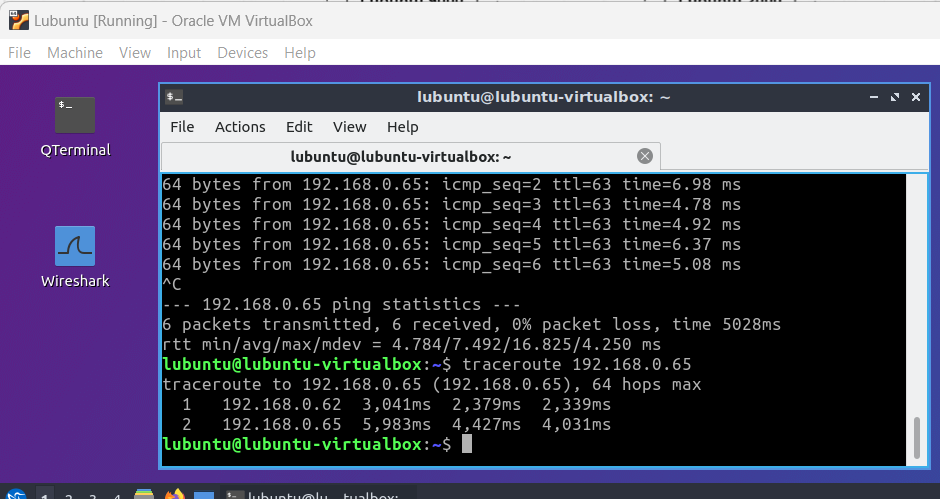 Lubuntu [Running] - Oracle VM VirtualBox
File Machine View Input Devices Help
$_
QTerminal
Wireshark
$_ lubuntu@lubuntu-virtualbox: ~
File Actions Edit View Help
lubuntu@lubuntu-virtualbox: ~
64 bytes from 192.168.0.65: icmp_seq=2 ttl=63 time=6.98 ms
64 bytes from 192.168.0.65: icmp_seq=3 ttl=63 time=4.78 ms
64 bytes from 192.168.0.65: icmp_seq=4 ttl=63 time=4.92 ms
64 bytes from 192.168.0.65: icmp_seq=5 ttl=63 time=6.37 ms
64 bytes from 192.168.0.65: icmp_seq=6 ttl=63 time=5.08 ms
^C
--- 192.168.0.65 ping statistics ---
6 packets transmitted, 6 received, 0% packet loss, time 5028ms
rtt min/avg/max/mdev = 4.784/7.492/16.825/4.250 ms
lubuntu@lubuntu-virtualbox:~$ traceroute 192.168.0.65
traceroute to 192.168.0.65 (192.168.0.65), 64 hops max
1 192.168.0.62 3,041ms 2,379ms 2,339ms
2 192.168.0.65 5,983ms 4,427ms 4,031ms
lubuntu@lubuntu-virtualbox:~$
1 2 3 4 $_ lubuntu@lu...tualbox: ~